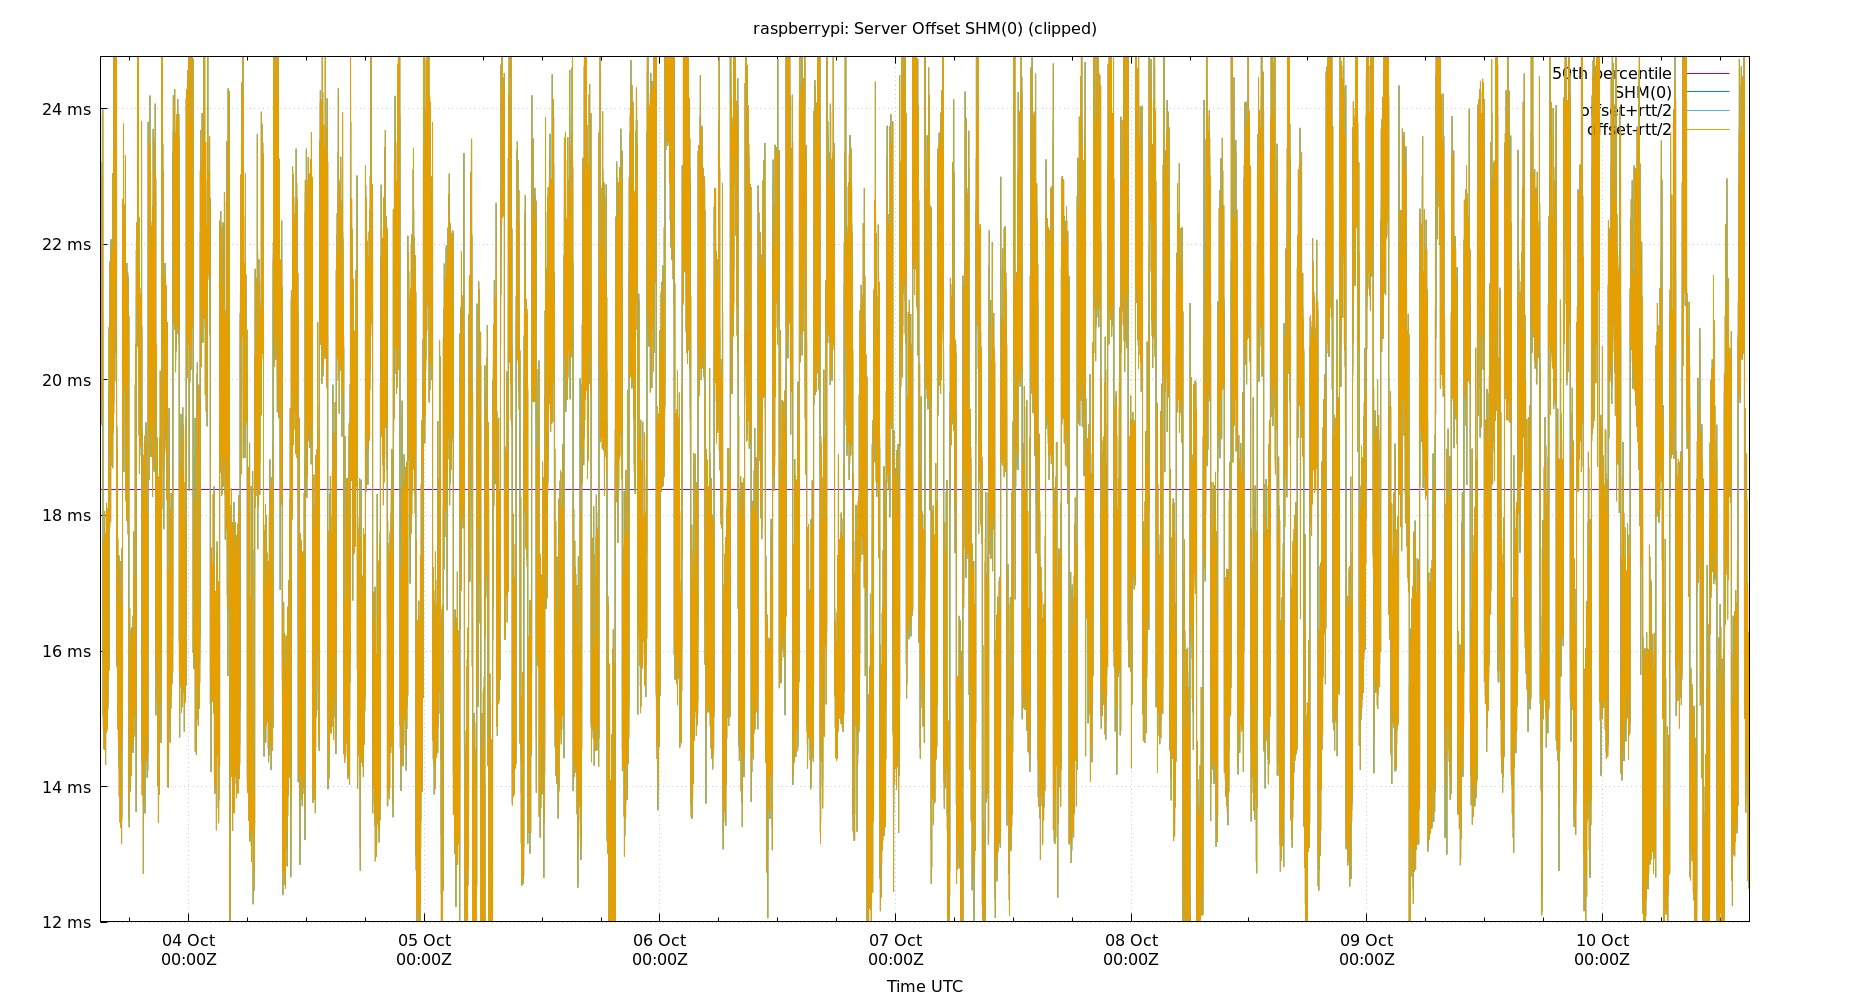 raspberrypi: Server Offset SHM(0) (clipped)
50th percentile
SHM(0)
offset+rtt/2
offset-rtt/2
24 ms
22 ms
20 ms
18 ms
16 ms
14 ms
12 ms
04 Oct 05 Oct 06 Oct 07 Oct 08 Oct 09 Oct 10 Oct
00:00Z 00:00Z 00:00Z 00:00Z 00:00Z 00:00Z 00:00Z
Time UTC